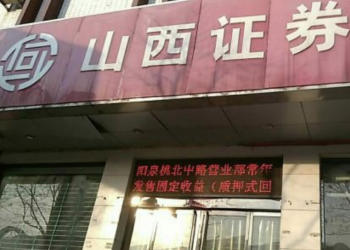 山西证券
阳泉桃北中路营业部常年
发售固定收益（质押式回